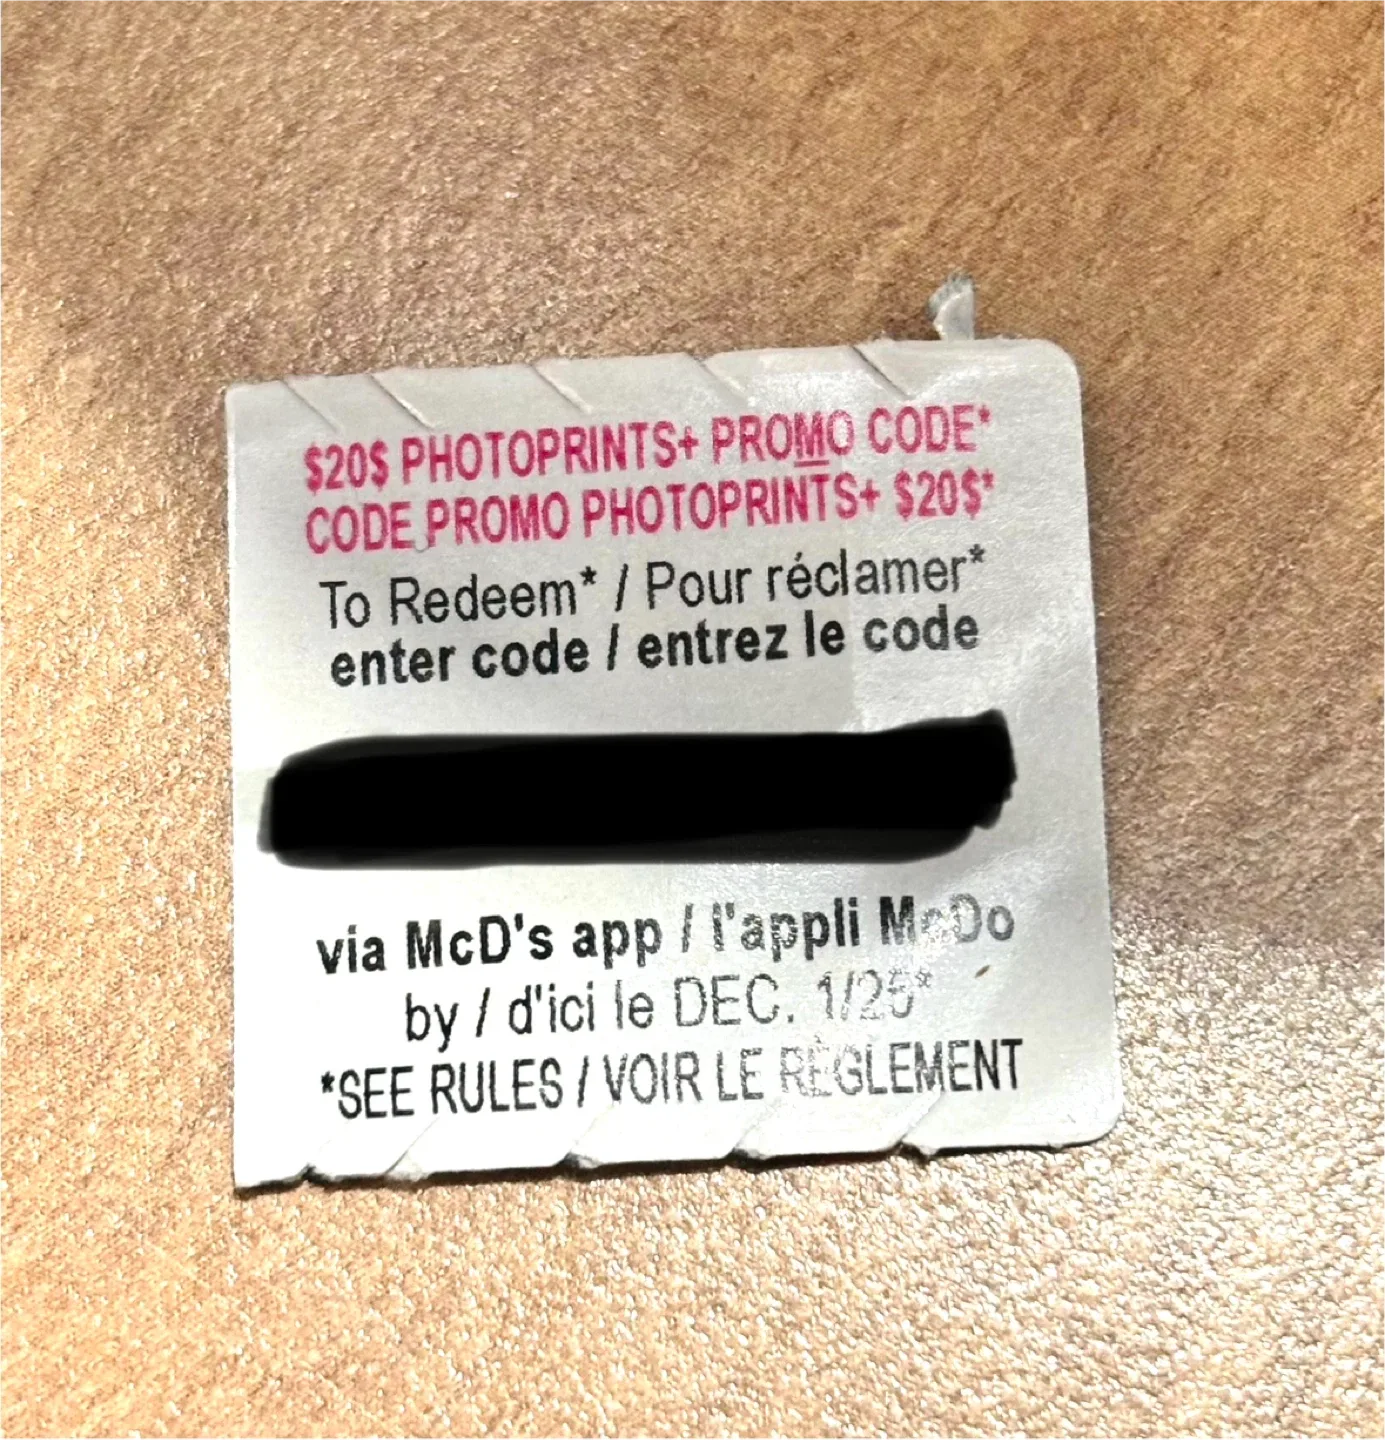 $20$ PHOTOPRINTS+ PROMO CODE*
CODE PROMO PHOTOPRINTS+ $20$*
To Redeem* / Pour réclamer*
enter code / entrez le code
via McD's app / l'appli McDo
by / d'ici le DEC. 1/25*
*SEE RULES / VOIR LE RÈGLEMENT